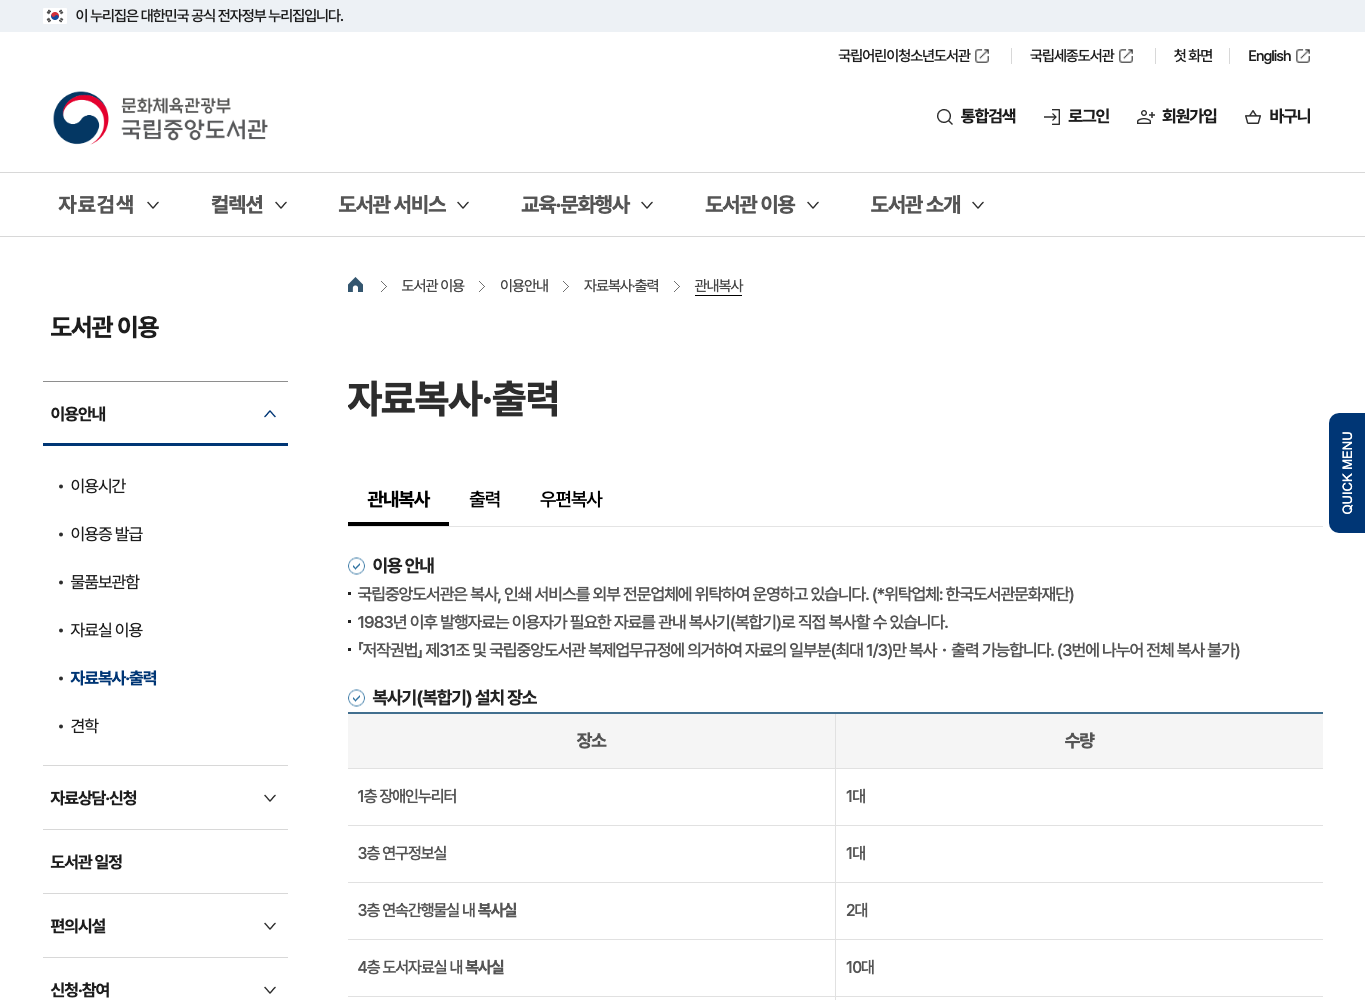 이 누리집은 대한민국 공식 전자정부 누리집입니다.
국립어린이청소년도서관
국립세종도서관
첫 화면
English
문화체육관광부
국립중앙도서관
통합검색
로그인
회원가입
바구니
자료검색
컬렉션
도서관 서비스
교육·문화행사
도서관 이용
도서관 소개
도서관 이용
이용안내
자료복사·출력
관내복사
도서관 이용
이용안내
• 이용시간
• 이용증 발급
• 물품보관함
• 자료실 이용
• 자료복사·출력
• 견학
자료상담·신청
도서관 일정
편의시설
신청·참여
자료복사·출력
관내복사
출력
우편복사
이용 안내
국립중앙도서관은 복사, 인쇄 서비스를 외부 전문업체에 위탁하여 운영하고 있습니다. (*위탁업체: 한국도서관문화재단)
1983년 이후 발행자료는 이용자가 필요한 자료를 관내 복사기(복합기)로 직접 복사할 수 있습니다.
「저작권법」 제31조 및 국립중앙도서관 복제업무규정에 의거하여 자료의 일부분(최대 1/3)만 복사・출력 가능합니다. (3번에 나누어 전체 복사 불가)
복사기(복합기) 설치 장소
장소 수량
1층 장애인누리터 1대
3층 연구정보실 1대
3층 연속간행물실 내 복사실 2대
4층 도서자료실 내 복사실 10대
QUICK MENU